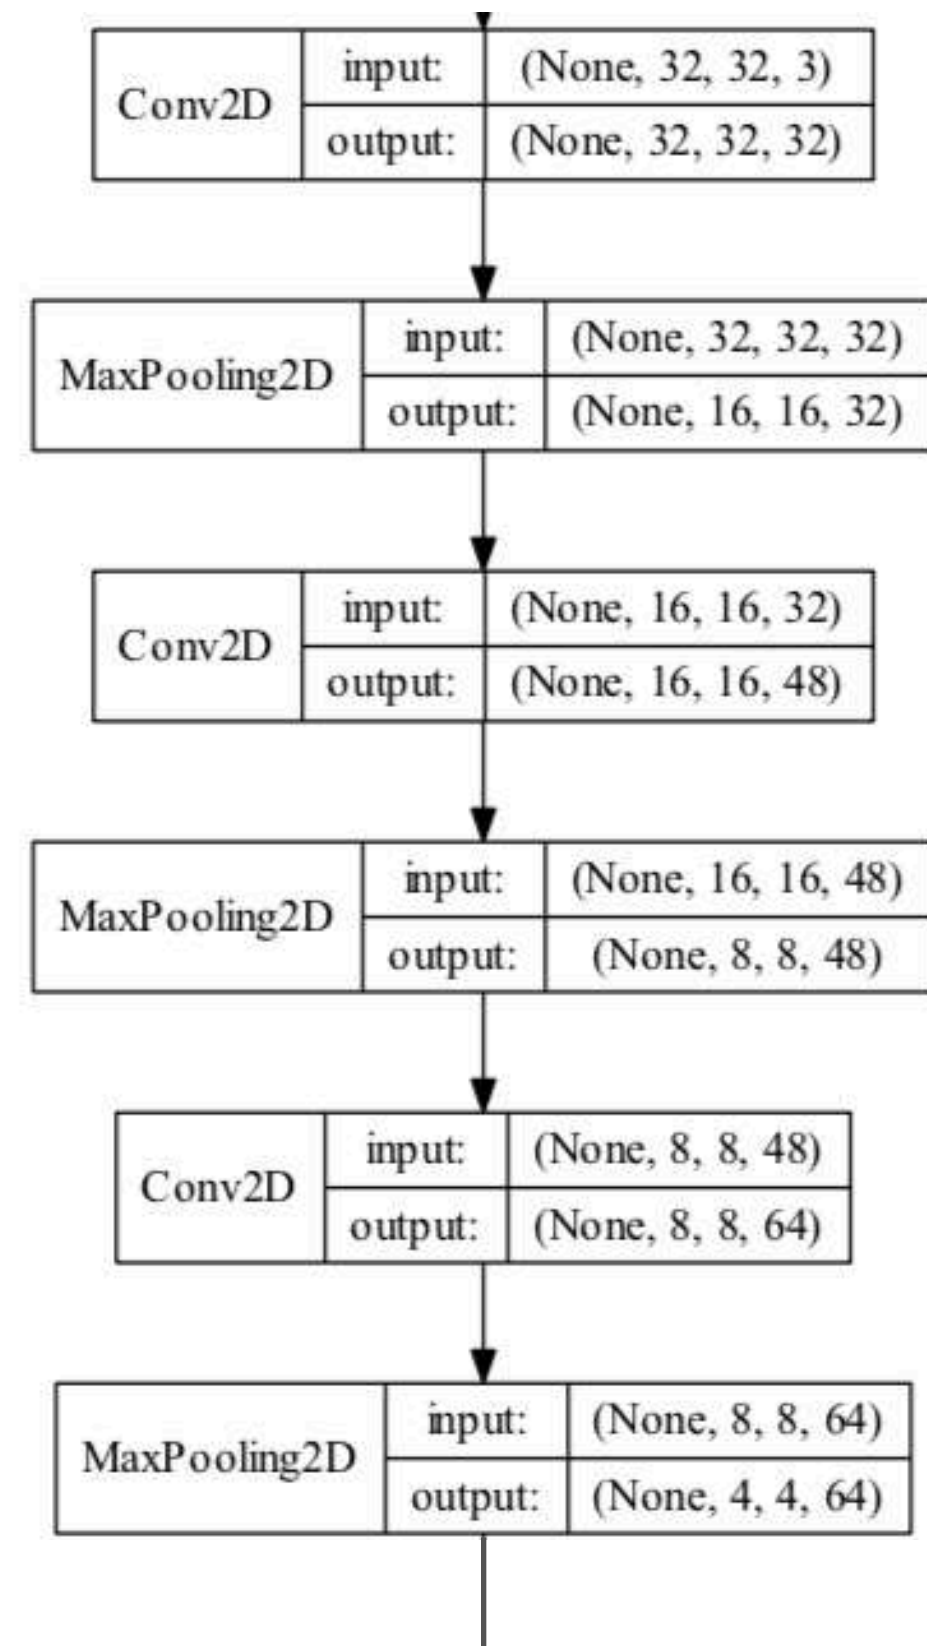 Conv2D
input: (None, 32, 32, 3)
output: (None, 32, 32, 32)
MaxPooling2D
input: (None, 32, 32, 32)
output: (None, 16, 16, 32)
Conv2D
input: (None, 16, 16, 32)
output: (None, 16, 16, 48)
MaxPooling2D
input: (None, 16, 16, 48)
output: (None, 8, 8, 48)
Conv2D
input: (None, 8, 8, 48)
output: (None, 8, 8, 64)
MaxPooling2D
input: (None, 8, 8, 64)
output: (None, 4, 4, 64)